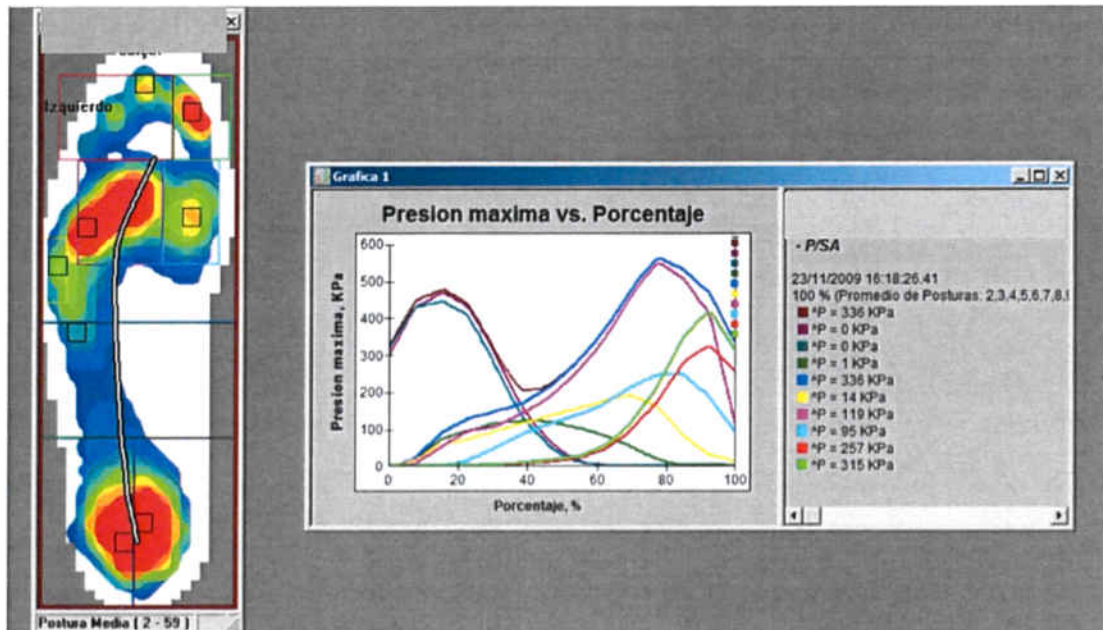 Izquierdo
Postura Media [ 2 - 59 ]
Grafica 1
Presion maxima vs. Porcentaje
Presion maxima, KPa
600
500
400
300
200
100
0
0 20 40 60 80 100
Porcentaje, %
- P/SA
23/11/2009 16:18:26.41
100 % (Promedio de Posturas: 2,3,4,5,6,7,8,9
^P = 336 KPa
^P = 0 KPa
^P = 0 KPa
^P = 1 KPa
^P = 336 KPa
^P = 14 KPa
^P = 119 KPa
^P = 95 KPa
^P = 257 KPa
^P = 315 KPa